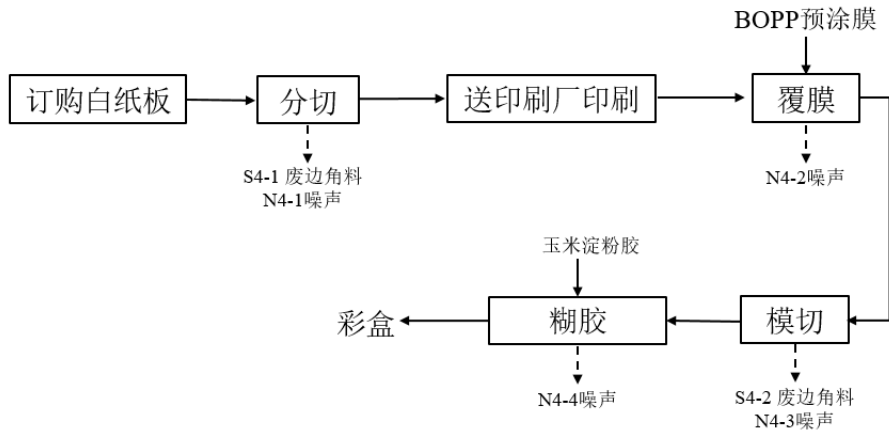 BOPP预涂膜
订购白纸板
分切
送印刷厂印刷
覆膜
S4-1 废边角料
N4-1噪声
N4-2噪声
玉米淀粉胶
彩盒
糊胶
模切
N4-4噪声
S4-2 废边角料
N4-3噪声